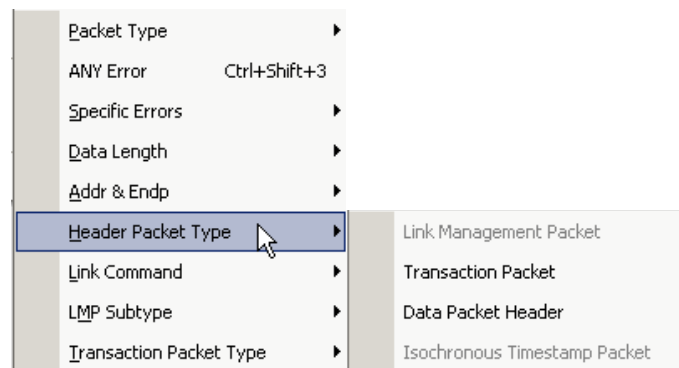 Packet Type
ANY Error Ctrl+Shift+3
Specific Errors
Data Length
Addr & Endp
Header Packet Type
Link Management Packet
Link Command
Transaction Packet
LMP Subtype
Data Packet Header
Transaction Packet Type
Isochronous Timestamp Packet